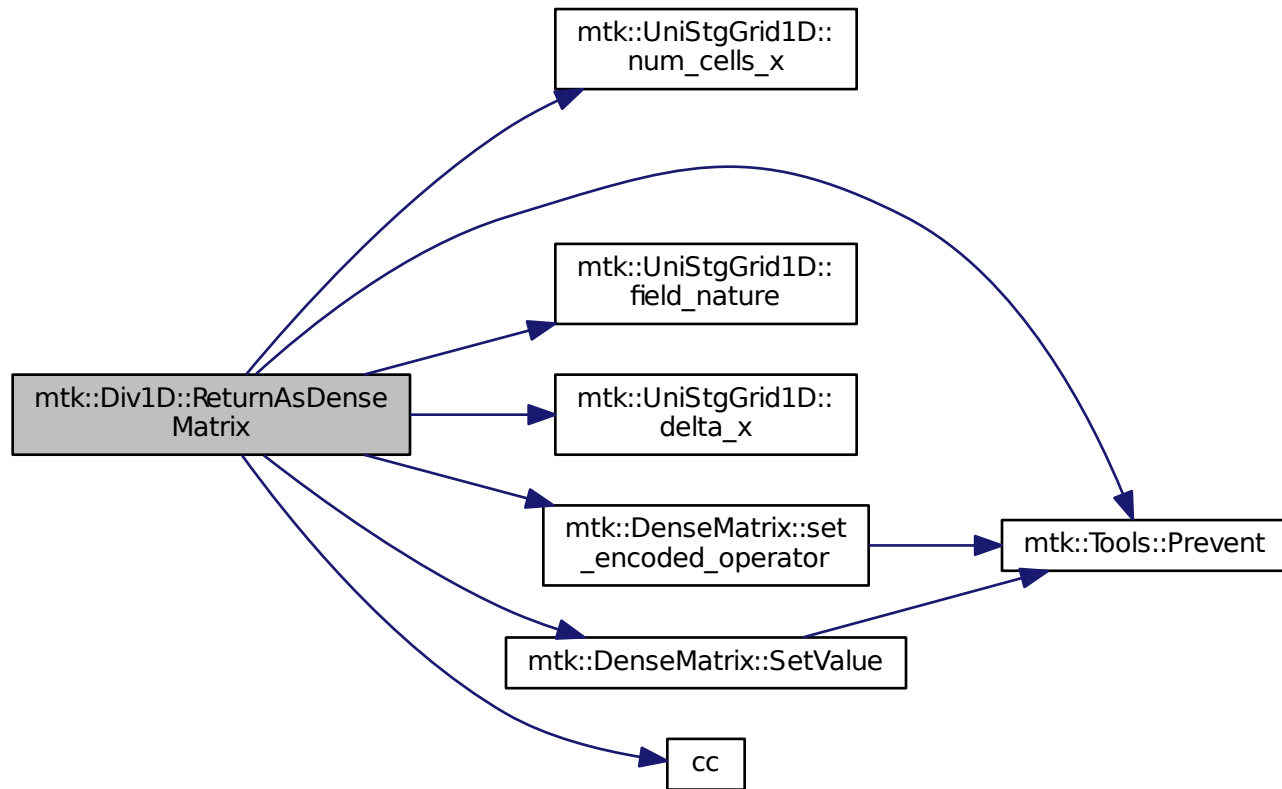 mtk::UniStgGrid1D::
num_cells_x
mtk::UniStgGrid1D::
field_nature
mtk::Div1D::ReturnAsDense
Matrix
mtk::UniStgGrid1D::
delta_x
mtk::DenseMatrix::set
_encoded_operator
mtk::Tools::Prevent
mtk::DenseMatrix::SetValue
cc